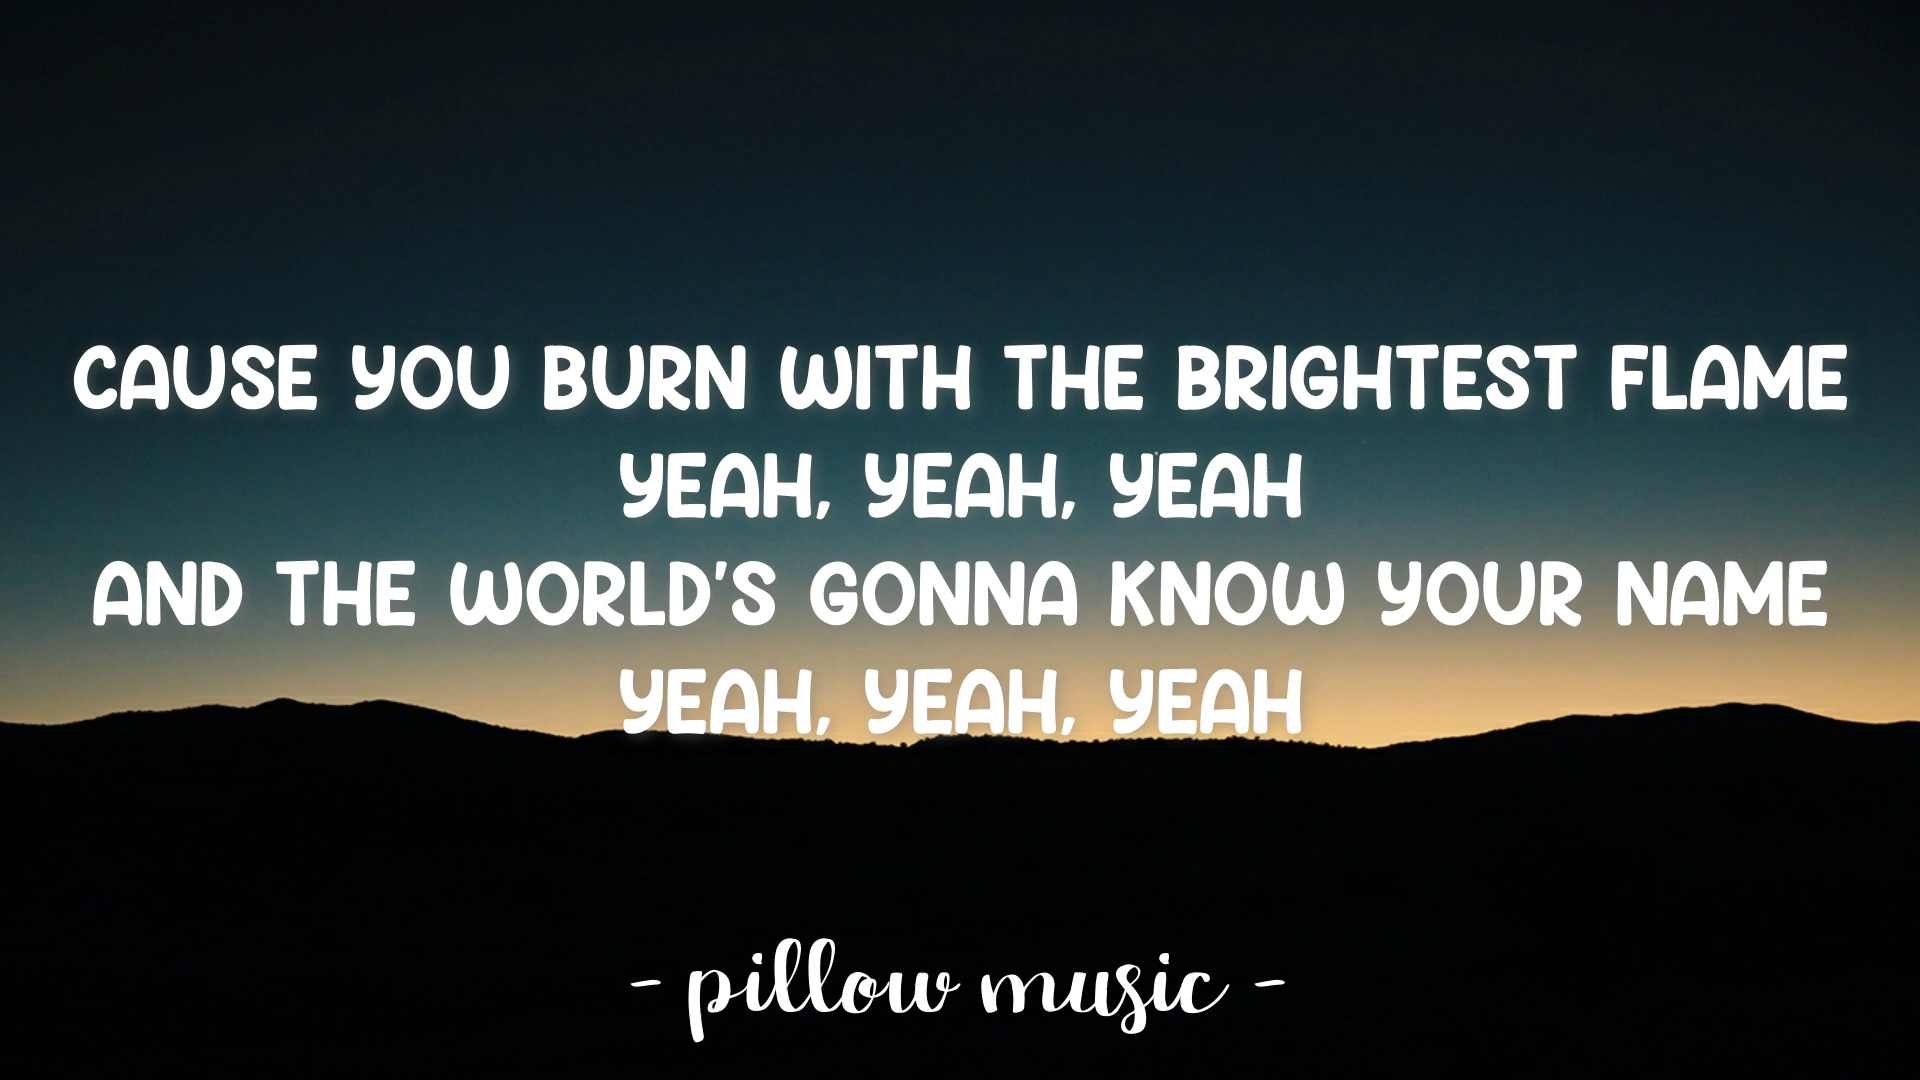 CAUSE YOU BURN WITH THE BRIGHTEST FLAME
YEAH, YEAH, YEAH
AND THE WORLD'S GONNA KNOW YOUR NAME
YEAH, YEAH, YEAH
- pillow music -